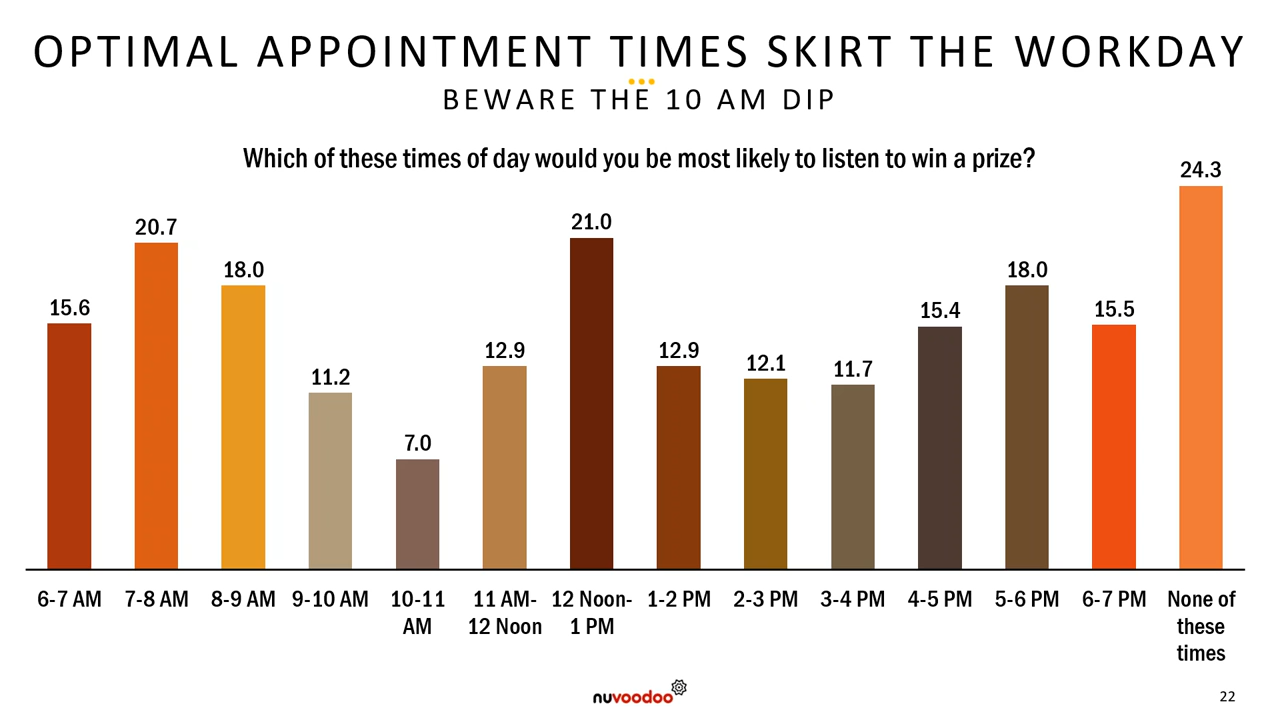 OPTIMAL APPOINTMENT TIMES SKIRT THE WORKDAY
BEWARE THE 10 AM DIP
Which of these times of day would you be most likely to listen to win a prize?
15.6
20.7
18.0
11.2
7.0
12.9
21.0
12.9
12.1
11.7
15.4
18.0
15.5
24.3
6-7 AM
7-8 AM
8-9 AM
9-10 AM
10-11
AM
11 AM-
12 Noon
12 Noon-
1 PM
1-2 PM
2-3 PM
3-4 PM
4-5 PM
5-6 PM
6-7 PM
None of
these
times
nuvoodoo
22